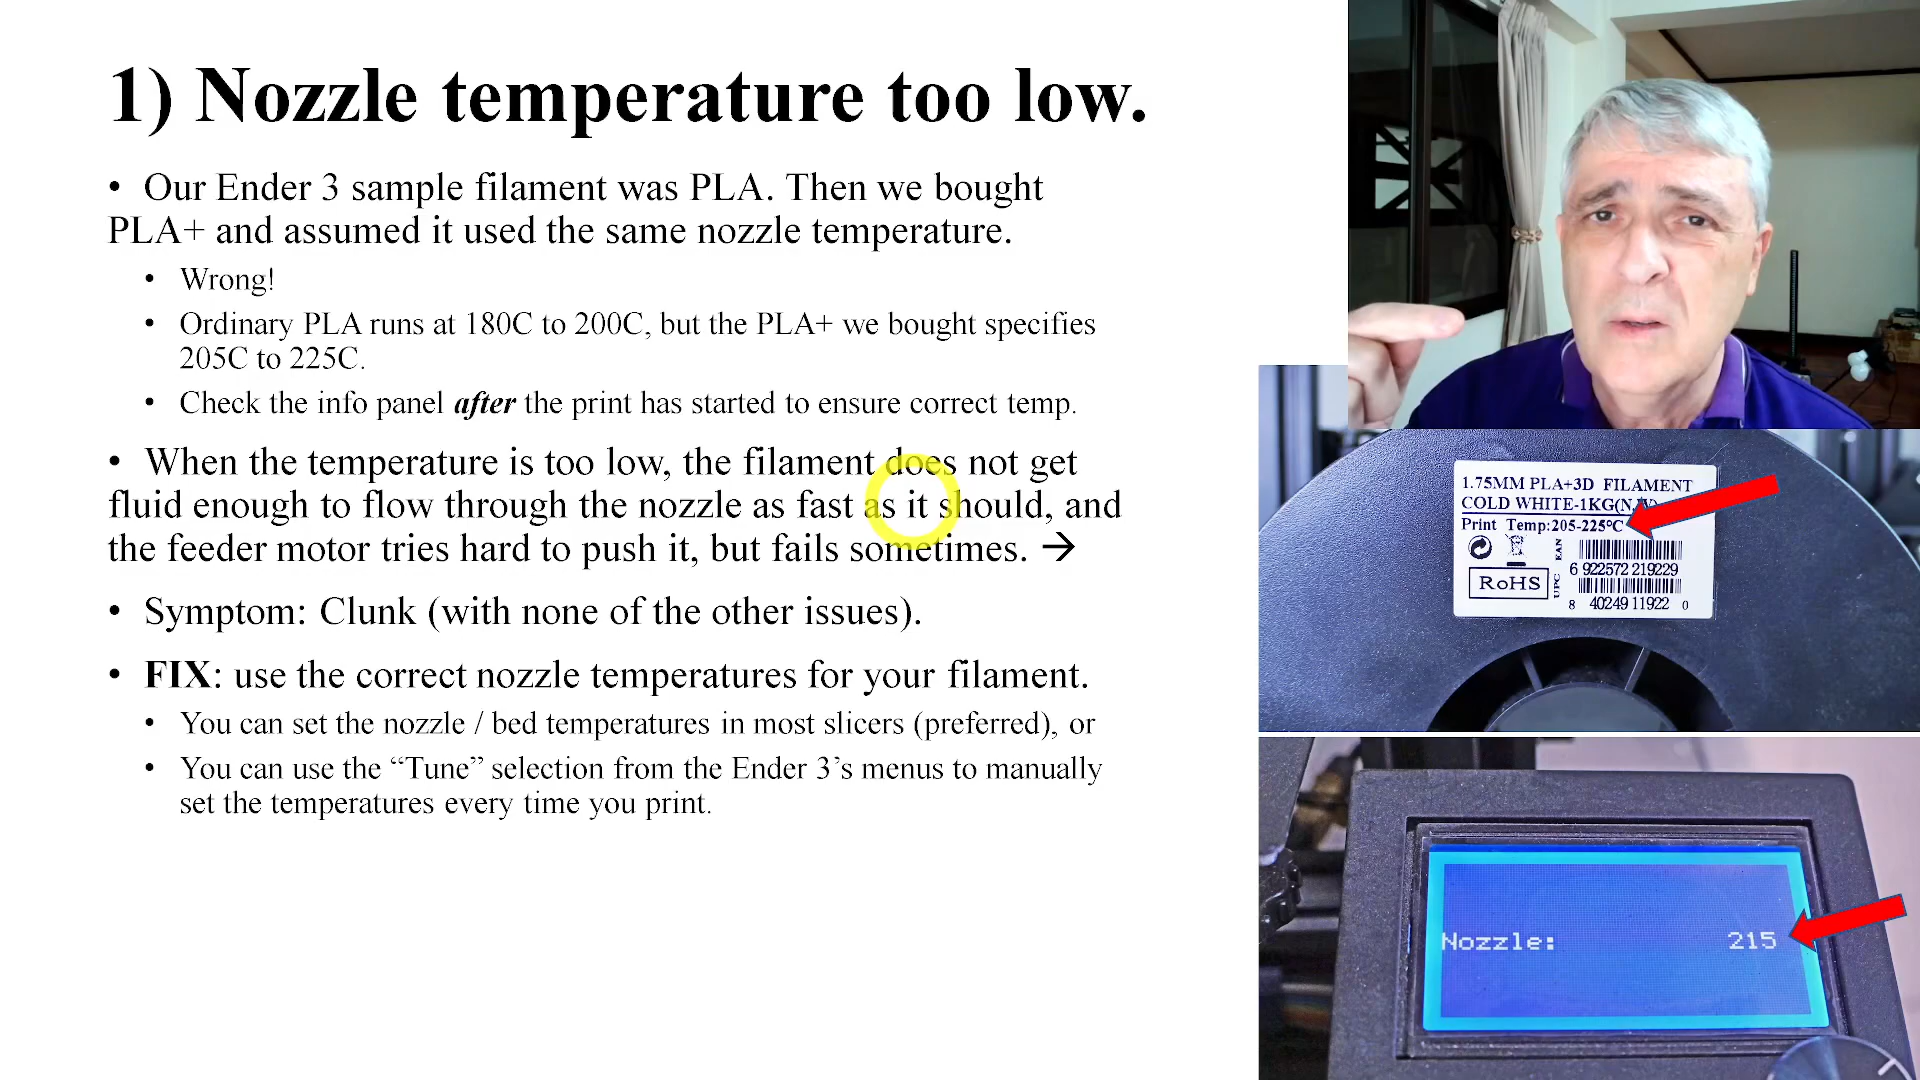 1) Nozzle temperature too low.
• Our Ender 3 sample filament was PLA. Then we bought
PLA+ and assumed it used the same nozzle temperature.
• Wrong!
• Ordinary PLA runs at 180C to 200C, but the PLA+ we bought specifies
205C to 225C.
• Check the info panel after the print has started to ensure correct temp.
• When the temperature is too low, the filament does not get
fluid enough to flow through the nozzle as fast as it should, and
the feeder motor tries hard to push it, but fails sometimes. →
• Symptom: Clunk (with none of the other issues).
• FIX: use the correct nozzle temperatures for your filament.
• You can set the nozzle / bed temperatures in most slicers (preferred), or
• You can use the “Tune” selection from the Ender 3’s menus to manually
set the temperatures every time you print.
1.75MM PLA+3D FILAMENT
COLD WHITE-1KG(N.
Print Temp:205-225ºC
EAN
6 922572 219229
RoHS
UPC
8 40249 11922 0
Nozzle: 215